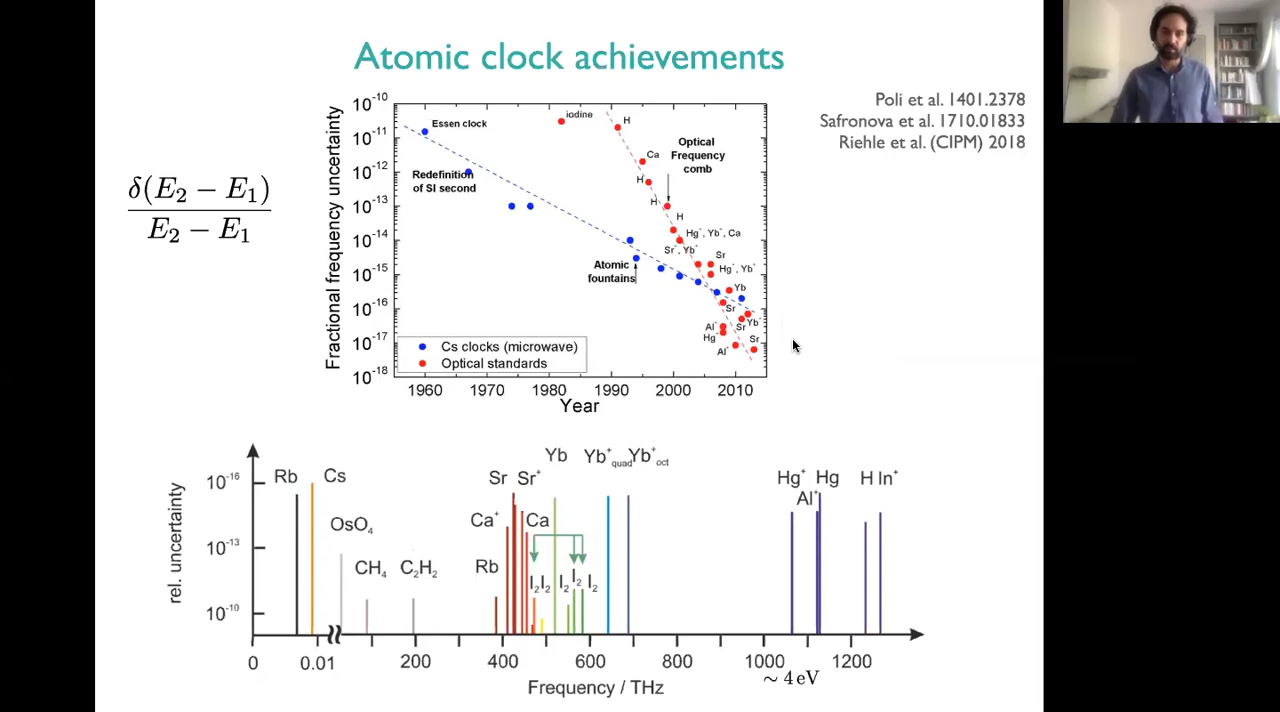 Atomic clock achievements
Poli et al. 1401.2378
Safronova et al. 1710.01833
Riehle et al. (CIPM) 2018
δ(E₂ − E₁)
E₂ − E₁
Fractional frequency uncertainty
10⁻¹⁰
10⁻¹¹
10⁻¹²
10⁻¹³
10⁻¹⁴
10⁻¹⁵
10⁻¹⁶
10⁻¹⁷
10⁻¹⁸
Essen clock
iodine
H
Optical
Frequency
comb
Ca
Redefinition
of SI second
H
H
H
Hg⁺, Yb⁺, Ca
Sr⁺, Yb⁺
Sr
Atomic
fountains
Hg⁺, Yb⁺
Yb
Sr
Al⁺
Sr
Yb⁺
Hg⁺
Al⁺
Sr
Cs clocks (microwave)
Optical standards
1960 1970 1980 1990 2000 2010
Year
rel. uncertainty
10⁻¹⁶
10⁻¹³
10⁻¹⁰
Rb
Cs
OsO₄
CH₄
C₂H₂
Rb
Ca⁺
Sr
Sr⁺
Ca
I₂
I₂
I₂
I₂
I₂
Yb
Yb⁺quad
Yb⁺oct
Hg⁺
Al⁺
Hg
H
In⁺
0 0.01 200 400 600 800 1000 1200
Frequency / THz
~ 4 eV